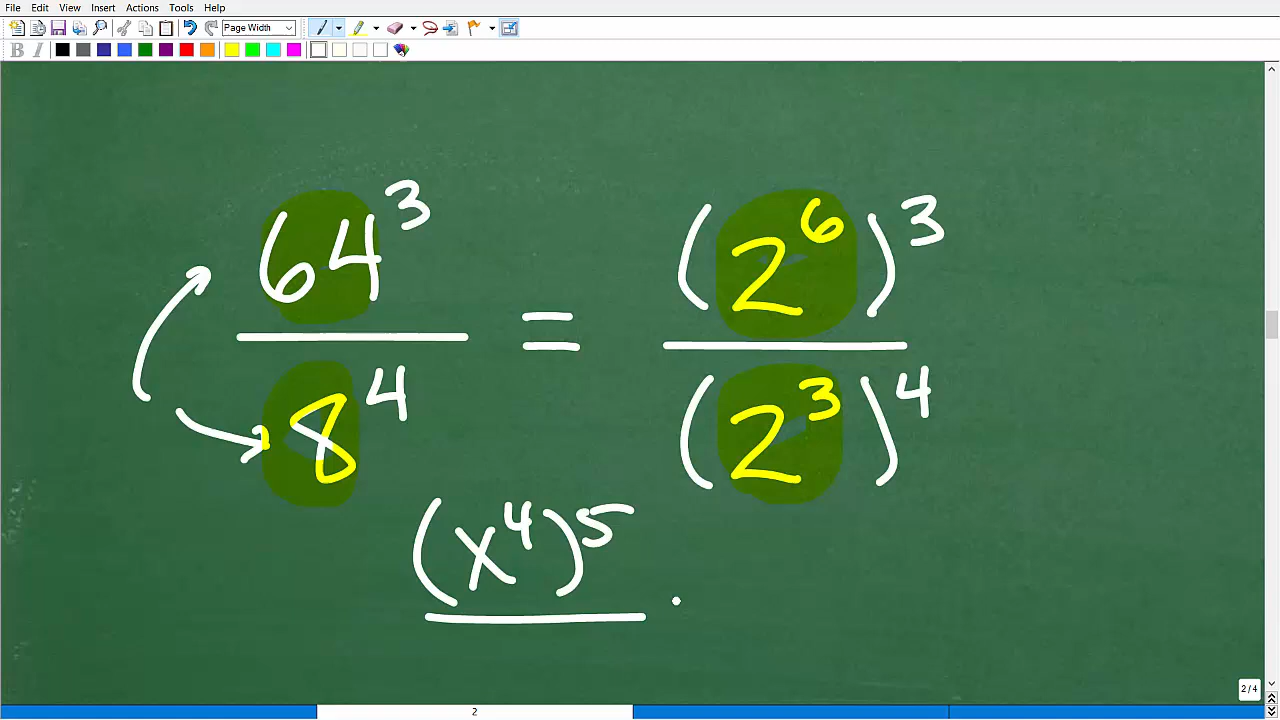 File Edit View Insert Actions Tools Help
Page Width
B I
64³ / 8⁴ = (2⁶)³ / (2³)⁴
(x⁴)⁵
2/4
2